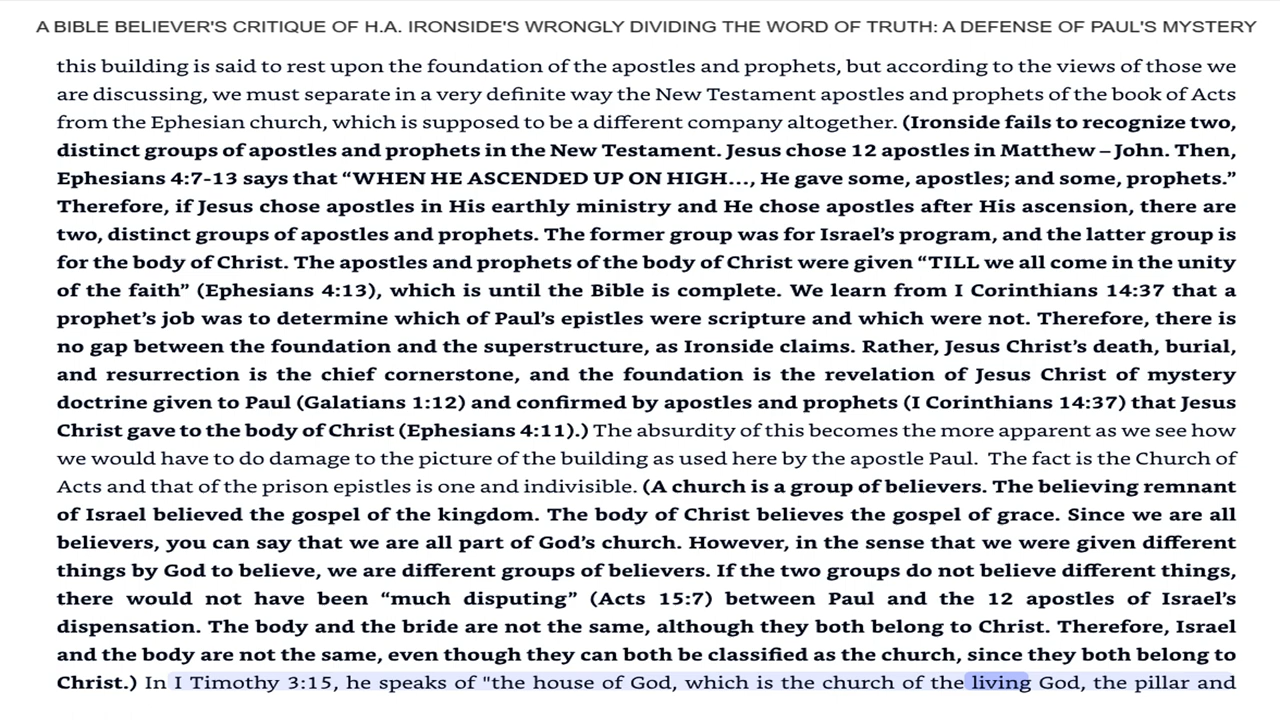 A BIBLE BELIEVER'S CRITIQUE OF H.A. IRONSIDE'S WRONGLY DIVIDING THE WORD OF TRUTH: A DEFENSE OF PAUL'S MYSTERY
this building is said to rest upon the foundation of the apostles and prophets, but according to the views of those we
are discussing, we must separate in a very definite way the New Testament apostles and prophets of the book of Acts
from the Ephesian church, which is supposed to be a different company altogether. (Ironside fails to recognize two,
distinct groups of apostles and prophets in the New Testament. Jesus chose 12 apostles in Matthew – John. Then,
Ephesians 4:7-13 says that “WHEN HE ASCENDED UP ON HIGH…, He gave some, apostles; and some, prophets.”
Therefore, if Jesus chose apostles in His earthly ministry and He chose apostles after His ascension, there are
two, distinct groups of apostles and prophets. The former group was for Israel’s program, and the latter group is
for the body of Christ. The apostles and prophets of the body of Christ were given “TILL we all come in the unity
of the faith” (Ephesians 4:13), which is until the Bible is complete. We learn from I Corinthians 14:37 that a
prophet’s job was to determine which of Paul’s epistles were scripture and which were not. Therefore, there is
no gap between the foundation and the superstructure, as Ironside claims. Rather, Jesus Christ’s death, burial,
and resurrection is the chief cornerstone, and the foundation is the revelation of Jesus Christ of mystery
doctrine given to Paul (Galatians 1:12) and confirmed by apostles and prophets (I Corinthians 14:37) that Jesus
Christ gave to the body of Christ (Ephesians 4:11).) The absurdity of this becomes the more apparent as we see how
we would have to do damage to the picture of the building as used here by the apostle Paul. The fact is the Church of
Acts and that of the prison epistles is one and indivisible. (A church is a group of believers. The believing remnant
of Israel believed the gospel of the kingdom. The body of Christ believes the gospel of grace. Since we are all
believers, you can say that we are all part of God’s church. However, in the sense that we were given different
things by God to believe, we are different groups of believers. If the two groups do not believe different things,
there would not have been “much disputing” (Acts 15:7) between Paul and the 12 apostles of Israel’s
dispensation. The body and the bride are not the same, although they both belong to Christ. Therefore, Israel
and the body are not the same, even though they can both be classified as the church, since they both belong to
Christ.) In I Timothy 3:15, he speaks of "the house of God, which is the church of the living God, the pillar and